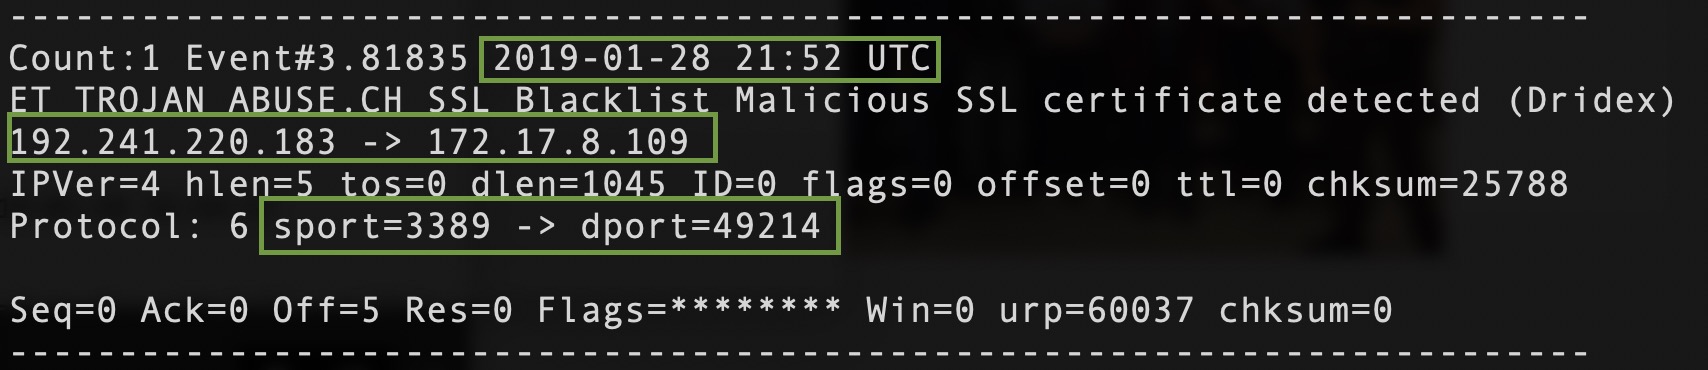 --------------------------------------------------------------------------
Count:1 Event#3.81835 2019-01-28 21:52 UTC
ET TROJAN ABUSE.CH SSL Blacklist Malicious SSL certificate detected (Dridex)
192.241.220.183 -> 172.17.8.109
IPVer=4 hlen=5 tos=0 dlen=1045 ID=0 flags=0 offset=0 ttl=0 chksum=25788
Protocol: 6 sport=3389 -> dport=49214
Seq=0 Ack=0 Off=5 Res=0 Flags=******** Win=0 urp=60037 chksum=0
--------------------------------------------------------------------------